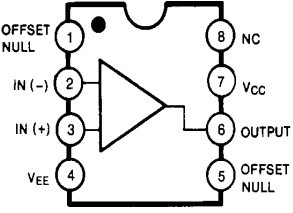 OFFSET
NULL
1
8
NC
IN (-)
2
7
VCC
IN (+)
3
6
OUTPUT
VEE
4
5
OFFSET
NULL